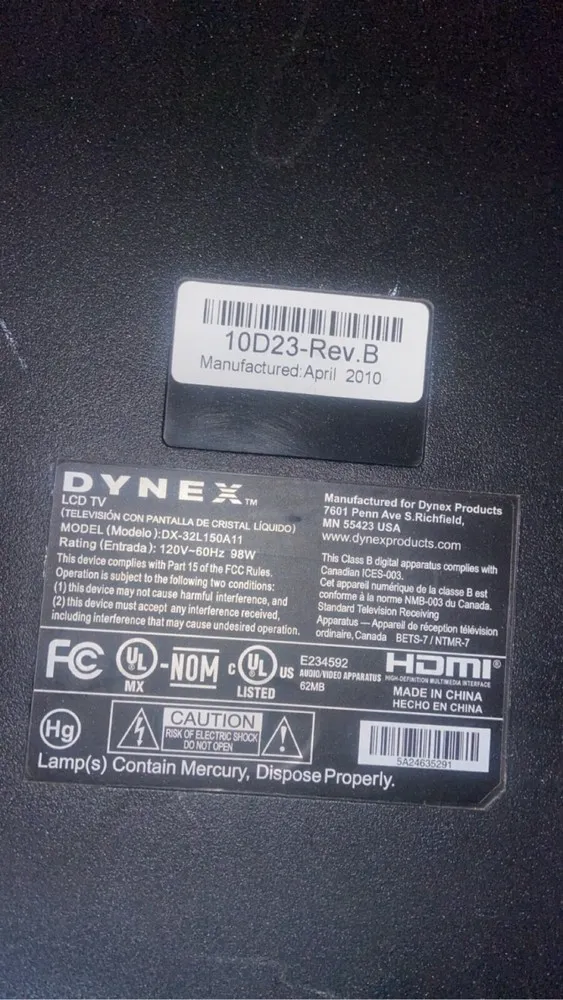 10D23-Rev.B
Manufactured:April 2010
DYNEX™
LCD TV
(TELEVISIÓN CON PANTALLA DE CRISTAL LÍQUIDO)
MODEL (Modelo):DX-32L150A11
Rating (Entrada): 120V~60Hz 98W
This device complies with Part 15 of the FCC Rules.
Operation is subject to the following two conditions:
(1) this device may not cause harmful interference, and
(2) this device must accept any interference received,
including interference that may cause undesired operation.
Manufactured for Dynex Products
7601 Penn Ave S.Richfield,
MN 55423 USA
www.dynexproducts.com
This Class B digital apparatus complies with
Canadian ICES-003.
Cet appareil numérique de la classe B est
conforme à la norme NMB-003 du Canada.
Standard Television Receiving
Apparatus — Appareil de réception télévision
ordinaire, Canada BETS-7 / NTMR-7
FC
UL
MX
-NOM
c UL US
LISTED
E234592
AUDIO/VIDEO APPARATUS
62MB
HDMI®
HIGH-DEFINITION MULTIMEDIA INTERFACE
MADE IN CHINA
HECHO EN CHINA
Hg
CAUTION
RISK OF ELECTRIC SHOCK
DO NOT OPEN
5A24635291
Lamp(s) Contain Mercury, Dispose Properly.